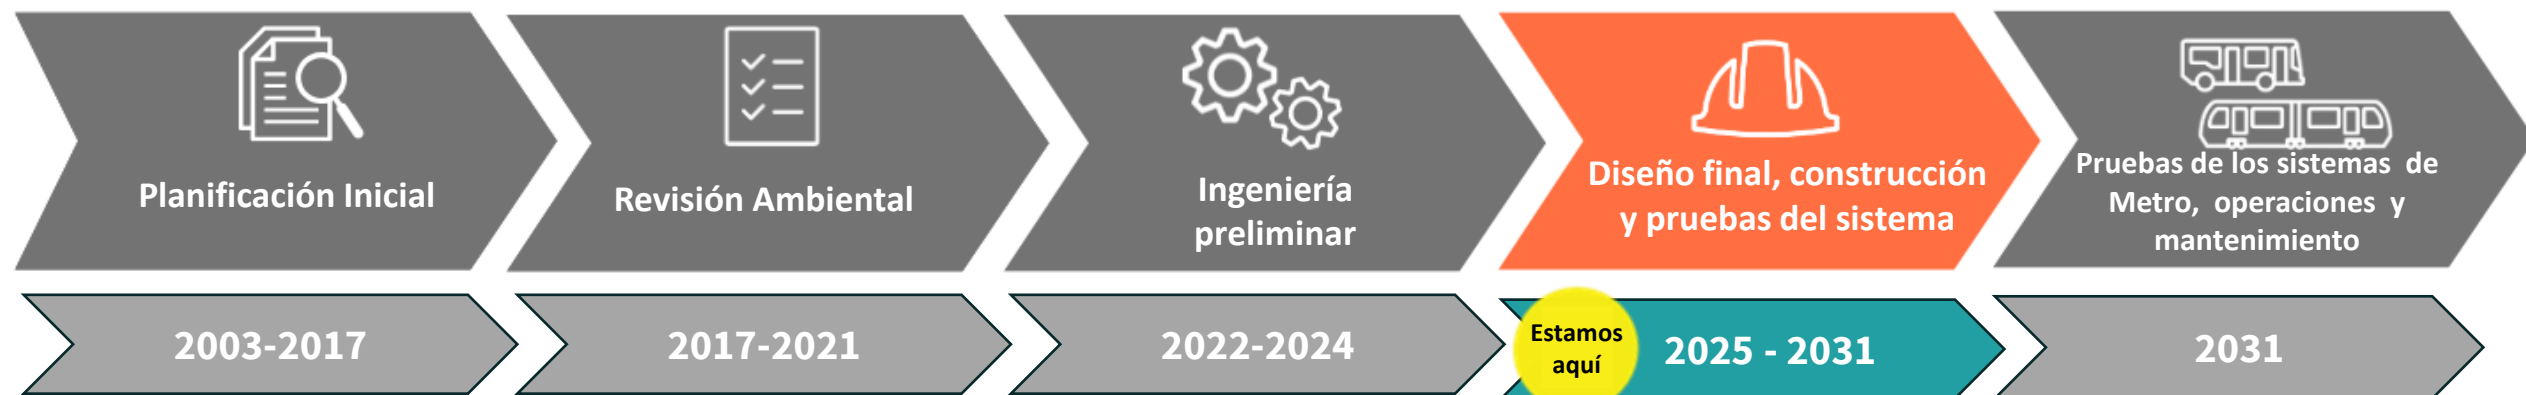 Planificación Inicial
Revisión Ambiental
Ingeniería
preliminar
Diseño final, construcción
y pruebas del sistema
Pruebas de los sistemas de
Metro, operaciones y
mantenimiento
2003-2017
2017-2021
2022-2024
Estamos
aquí
2025 - 2031
2031